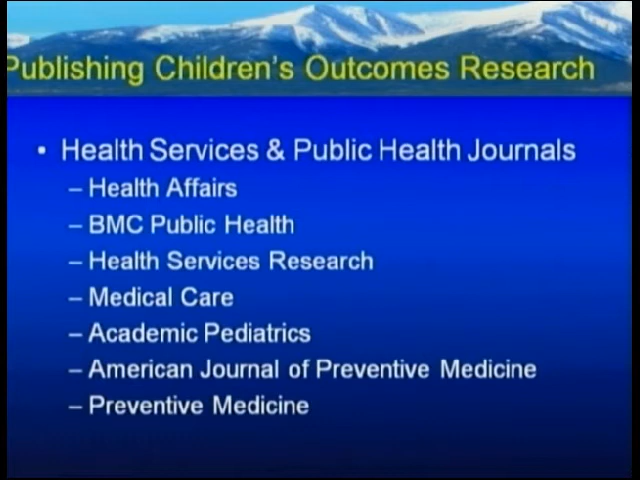 Publishing Children's Outcomes Research
• Health Services & Public Health Journals
– Health Affairs
– BMC Public Health
– Health Services Research
– Medical Care
– Academic Pediatrics
– American Journal of Preventive Medicine
– Preventive Medicine